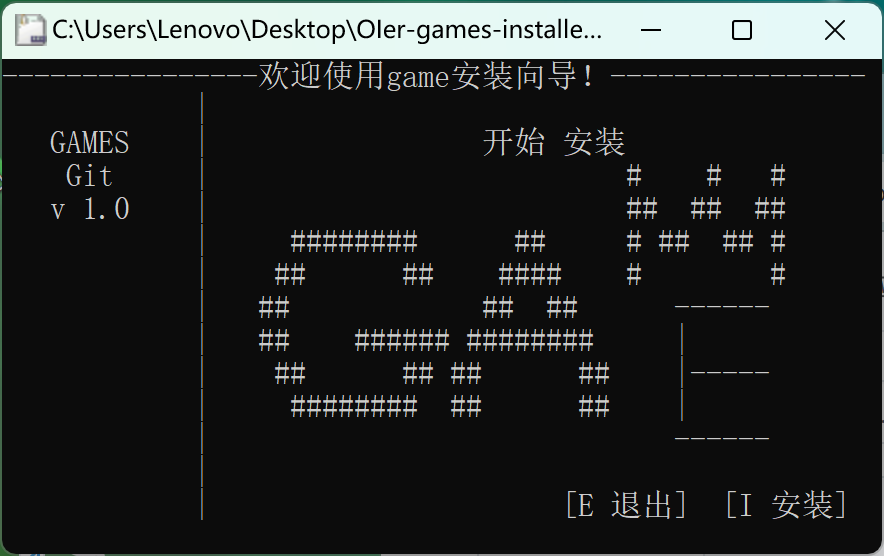 C:\Users\Lenovo\Desktop\OIer-games-installe...
----------------欢迎使用game安装向导！----------------
GAMES
开始 安装
Git
v 1.0
GAME
[E 退出] [I 安装]